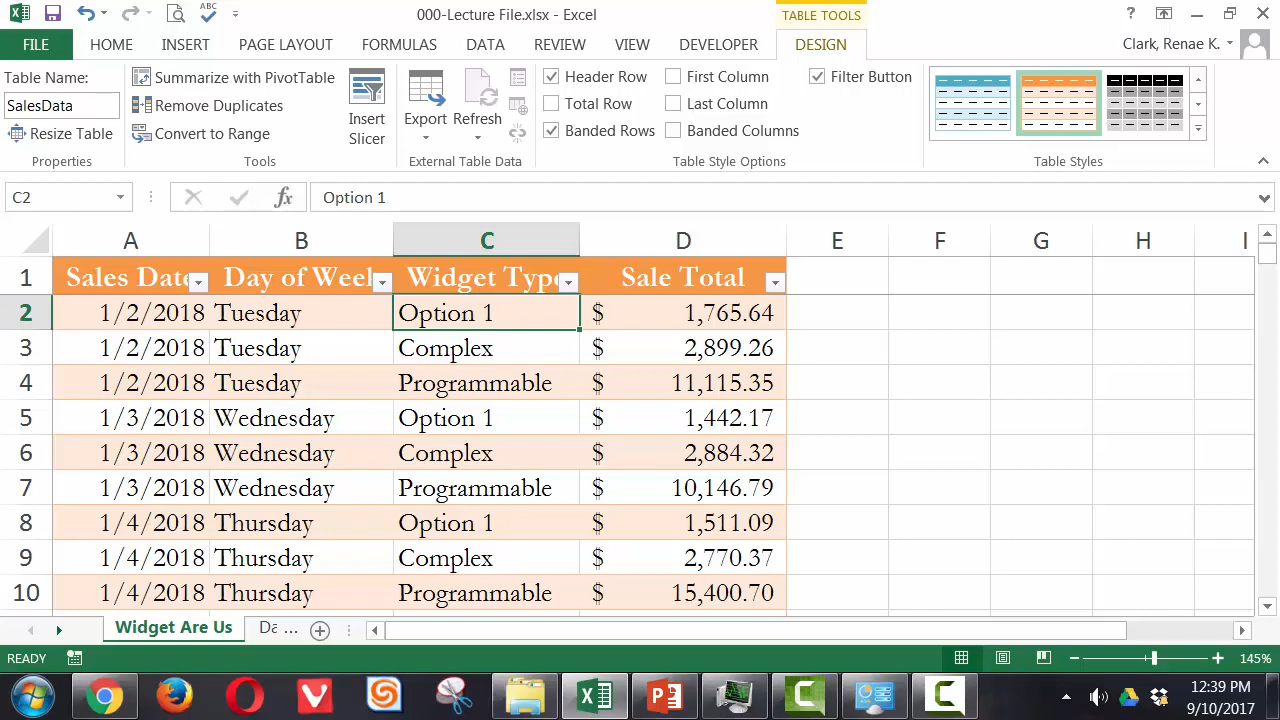 000-Lecture File.xlsx - Excel
TABLE TOOLS
?
FILE HOME INSERT PAGE LAYOUT FORMULAS DATA REVIEW VIEW DEVELOPER DESIGN
Clark, Renae K.
Table Name:
SalesData
Resize Table
Properties
Summarize with PivotTable
Remove Duplicates
Convert to Range
Tools
Insert
Slicer
Export
Refresh
External Table Data
Header Row
Total Row
Banded Rows
First Column
Last Column
Banded Columns
Filter Button
Table Style Options
Table Styles
C2 fx Option 1
A B C D E F G H I
1 Sales Date Day of Week Widget Type Sale Total
2 1/2/2018 Tuesday Option 1 $ 1,765.64
3 1/2/2018 Tuesday Complex $ 2,899.26
4 1/2/2018 Tuesday Programmable $ 11,115.35
5 1/3/2018 Wednesday Option 1 $ 1,442.17
6 1/3/2018 Wednesday Complex $ 2,884.32
7 1/3/2018 Wednesday Programmable $ 10,146.79
8 1/4/2018 Thursday Option 1 $ 1,511.09
9 1/4/2018 Thursday Complex $ 2,770.37
10 1/4/2018 Thursday Programmable $ 15,400.70
Widget Are Us Da ...
READY 145%
12:39 PM
9/10/2017